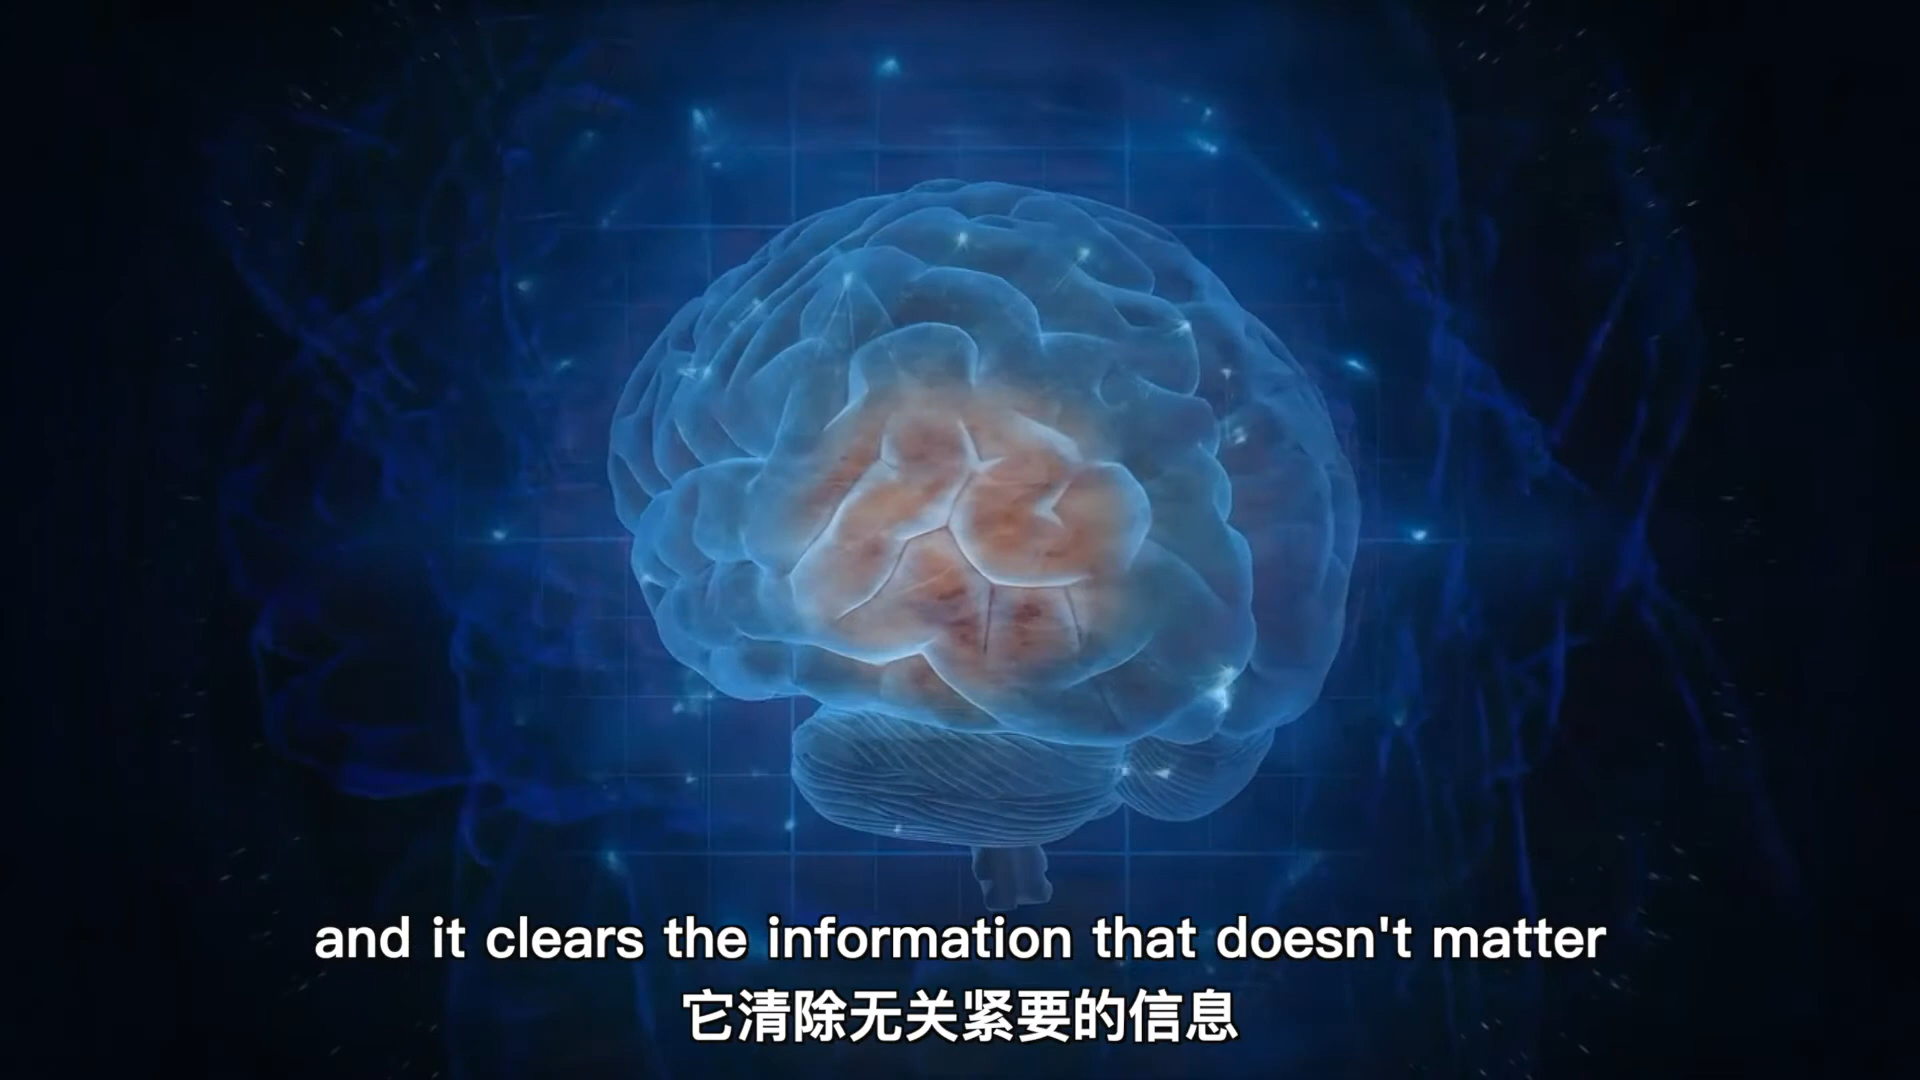 and it clears the information that doesn't matter
它清除无关紧要的信息